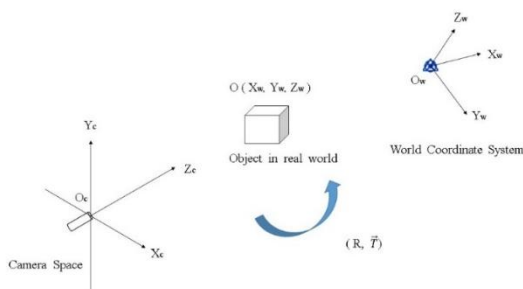 Zw
Xw
Ow
Yw
World Coordinate System
O ( Xw, Yw, Zw )
Object in real world
Yc
Zc
Oc
Xc
Camera Space
(R, T⃗)